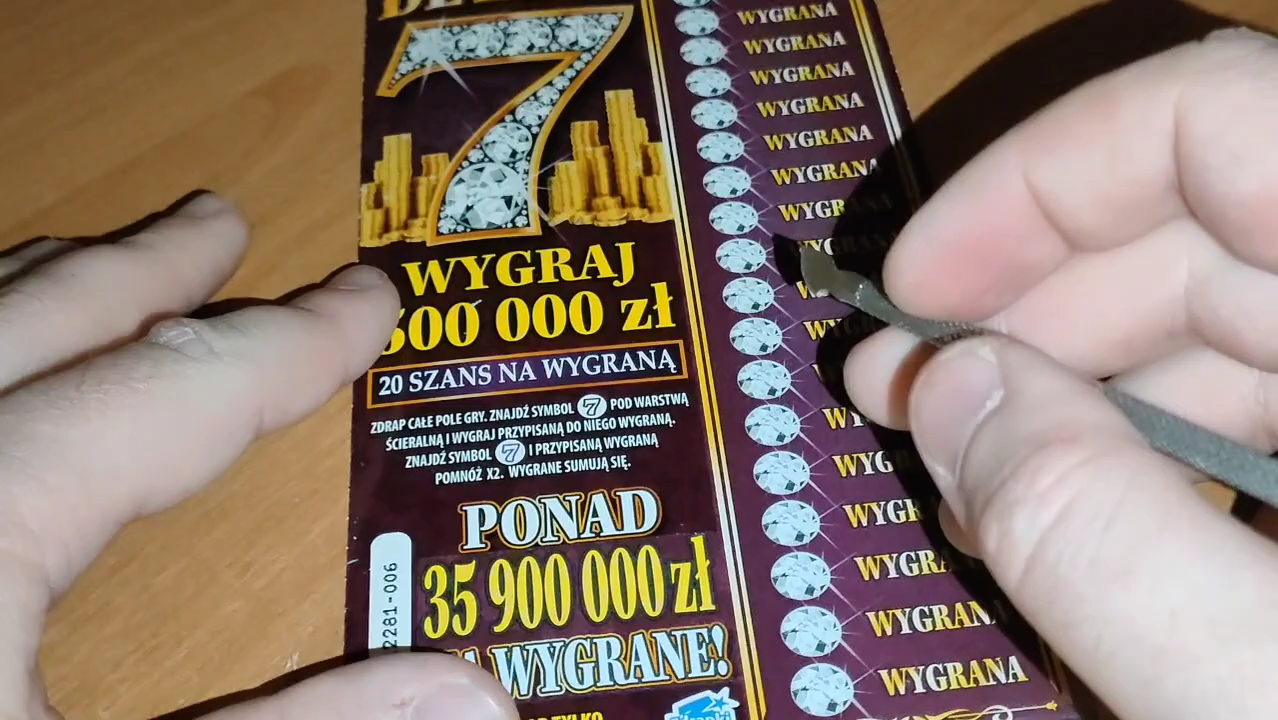 7
WYGRAJ
600 000 zł
20 SZANS NA WYGRANĄ
ZDRAP CAŁE POLE GRY. ZNAJDŹ SYMBOL 7 POD WARSTWĄ
ŚCIERALNĄ I WYGRAJ PRZYPISANĄ DO NIEGO WYGRANĄ.
ZNAJDŹ SYMBOL 7 I PRZYPISANĄ WYGRANĄ
POMNÓŻ X2. WYGRANE SUMUJĄ SIĘ.
PONAD
35 900 000 zł
WYGRANE!
2281-006
WYGRANA
WYGRANA
WYGRANA
WYGRANA
WYGRANA
WYGRANA
WYGRANA
WYGRANA